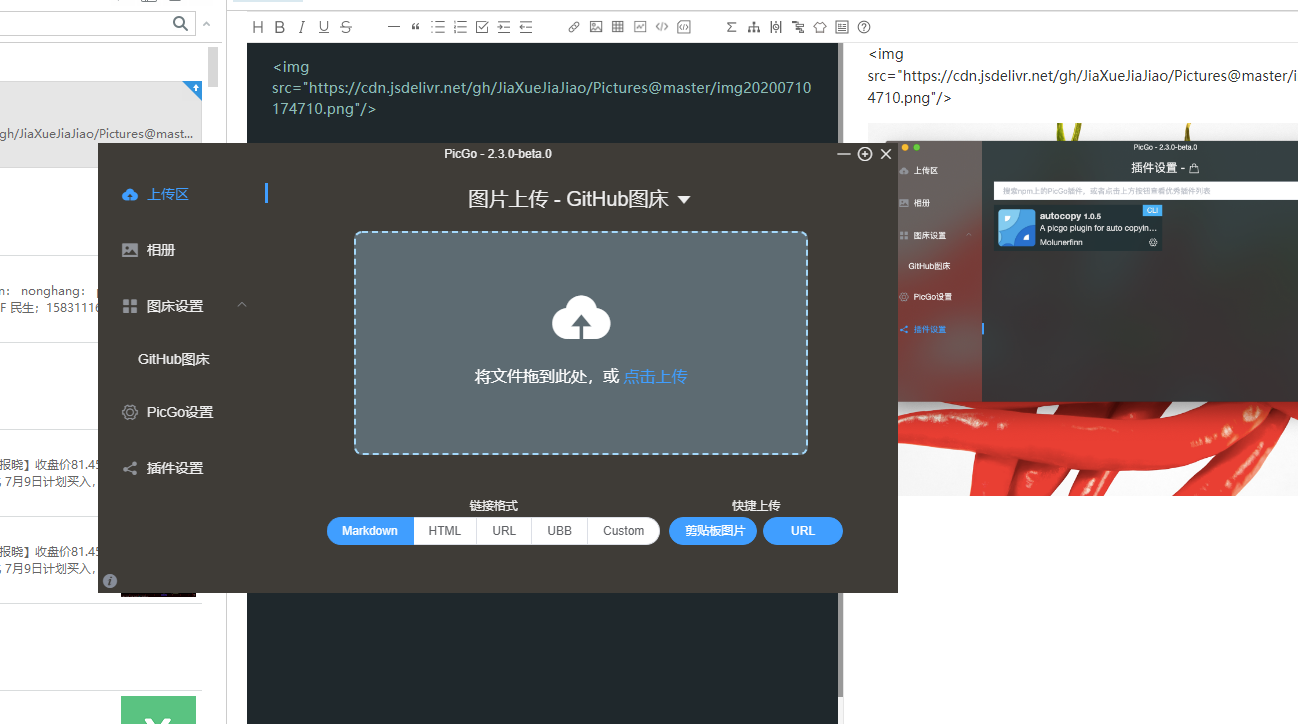 H B I U S
<img
src="https://cdn.jsdelivr.net/gh/JiaXueJiaJiao/Pictures@master/img20200710
174710.png"/>
<img
src="https://cdn.jsdelivr.net/gh/JiaXueJiaJiao/Pictures@master/i
4710.png"/>
gh/JiaXueJiaJiao/Pictures@mast...
PicGo - 2.3.0-beta.0
上传区
相册
图床设置
GitHub图床
PicGo设置
插件设置
图片上传 - GitHub图床
将文件拖到此处，或 点击上传
链接格式
快捷上传
Markdown
HTML
URL
UBB
Custom
剪贴板图片
URL
nonghang：
F 民生；15831116
报晓】收盘价81.45
7月9日计划买入，
报晓】收盘价81.45
7月9日计划买入，
PicGo - 2.3.0-beta.0
插件设置 -
搜索npm上的PicGo插件，或者点击上方按钮查看优秀插件列表
上传区
相册
图床设置
GitHub图床
PicGo设置
插件设置
CLI
autocopy 1.0.5
A picgo plugin for auto copyin...
Molunerfinn